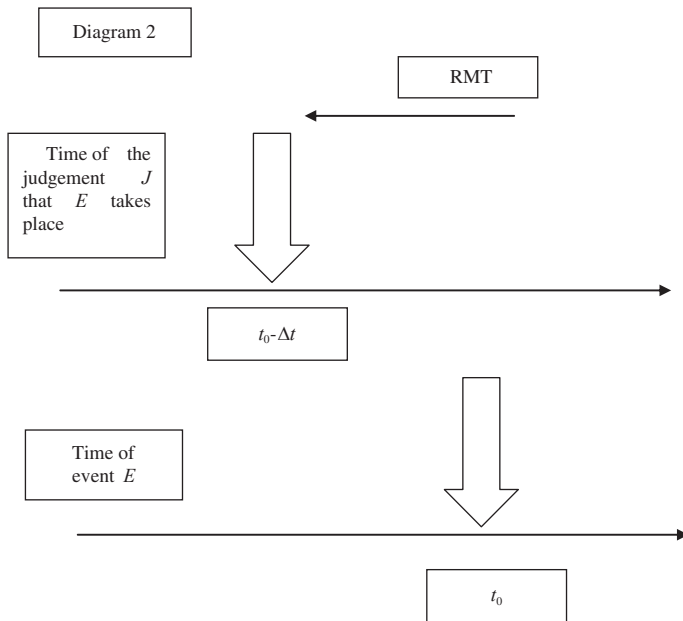 Diagram 2
RMT
Time of the
judgement J
that E takes
place
t₀-Δt
Time of
event E
t₀